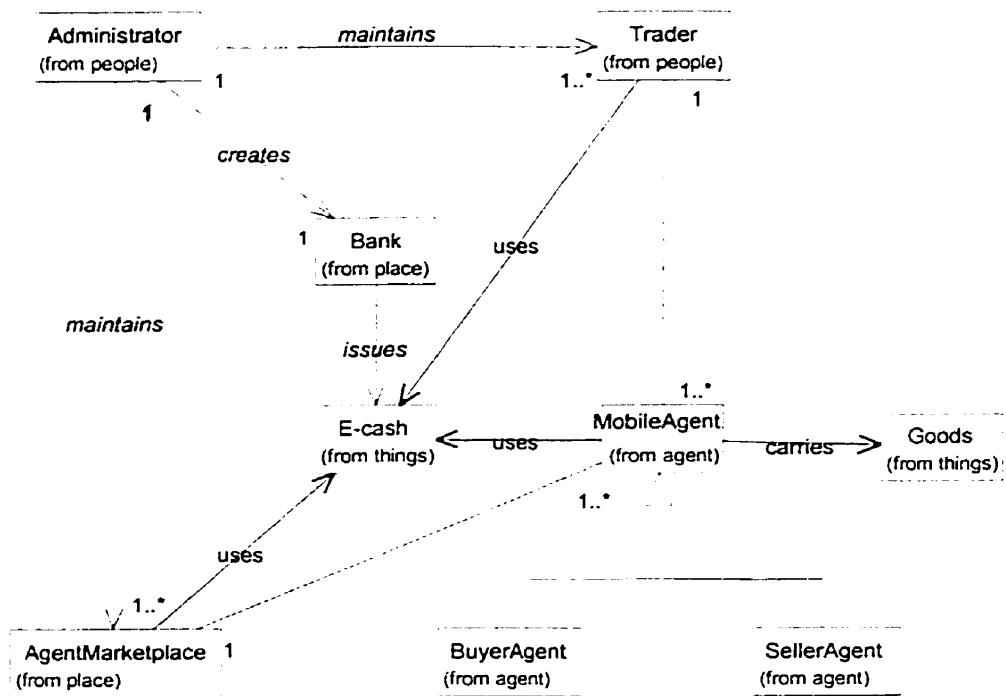 Administrator
(from people)
maintains
Trader
(from people)
1
1..*
1
1
creates
1
Bank
(from place)
uses
maintains
issues
1..*
E-cash
(from things)
uses
MobileAgent
(from agent)
carries
Goods
(from things)
1..*
uses
1..*
AgentMarketplace
(from place)
1
BuyerAgent
(from agent)
SellerAgent
(from agent)